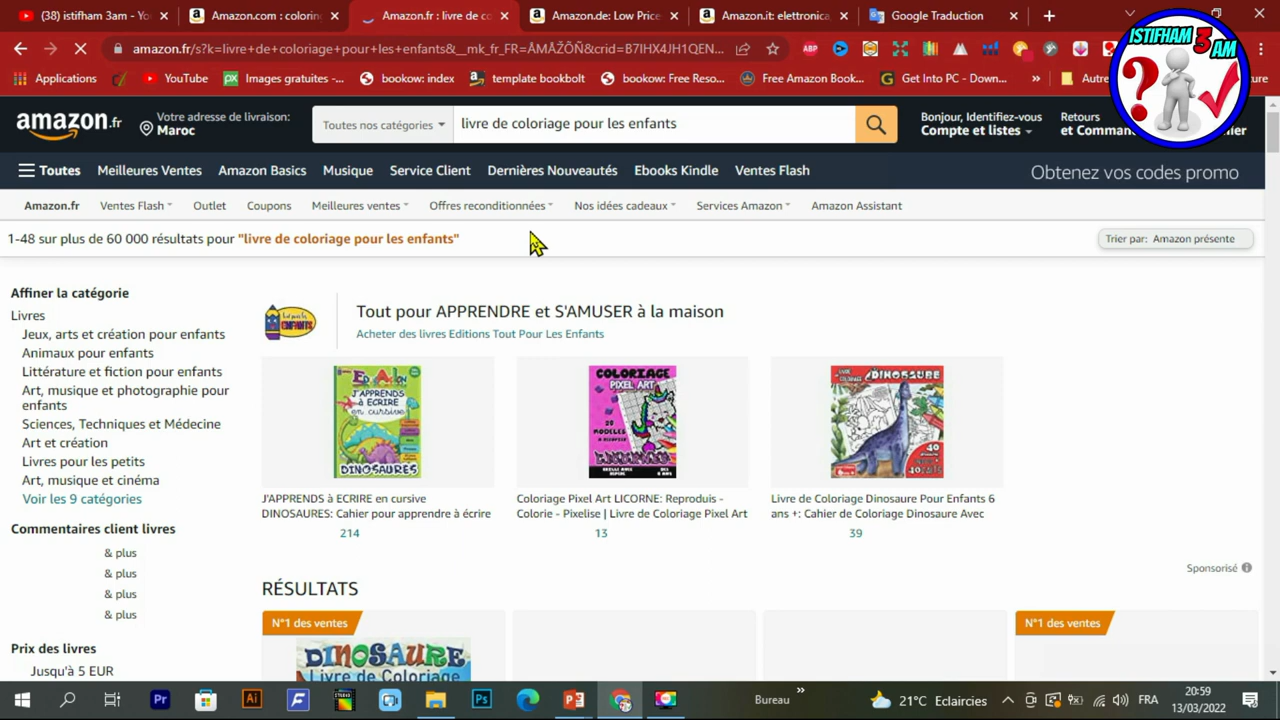 (38) istifham 3am - Yo
Amazon.com : colorin
Amazon.fr : livre de co
Amazon.de: Low Price
Amazon.it: elettronica
Google Traduction
amazon.fr/s?k=livre+de+coloriage+pour+les+enfants&__mk_fr_FR=ÅMÅŽÕÑ&crid=B7IHX4JH1QEN...
ABP
Applications
YouTube
Images gratuites -...
bookow: index
template bookbolt
bookow: Free Reso...
Free Amazon Book...
Get Into PC - Down...
»
Autre
ISTIFHAM 3 AM
amazon.fr
Votre adresse de livraison:
Maroc
Toutes nos catégories
livre de coloriage pour les enfants
Bonjour, Identifiez-vous
Compte et listes
Retours
et Comman
Toutes
Meilleures Ventes
Amazon Basics
Musique
Service Client
Dernières Nouveautés
Ebooks Kindle
Ventes Flash
Obtenez vos codes promo
Amazon.fr
Ventes Flash
Outlet
Coupons
Meilleures ventes
Offres reconditionnées
Nos idées cadeaux
Services Amazon
Amazon Assistant
1-48 sur plus de 60 000 résultats pour "livre de coloriage pour les enfants"
Trier par: Amazon présente
Affiner la catégorie
Livres
Jeux, arts et création pour enfants
Animaux pour enfants
Littérature et fiction pour enfants
Art, musique et photographie pour
enfants
Sciences, Techniques et Médecine
Art et création
Livres pour les petits
Art, musique et cinéma
Voir les 9 catégories
Commentaires client livres
& plus
& plus
& plus
& plus
Prix des livres
Jusqu'à 5 EUR
ENFANTS
Tout pour APPRENDRE et S'AMUSER à la maison
Acheter des livres Editions Tout Pour Les Enfants
J'APPRENDS
à ECRIRE
en cursive
DINOSAURES
COLORIAGE
PIXEL ART
DINOSAURE
40
J'APPRENDS à ECRIRE en cursive
DINOSAURES: Cahier pour apprendre à écrire
214
Coloriage Pixel Art LICORNE: Reproduis -
Colorie - Pixelise | Livre de Coloriage Pixel Art
13
Livre de Coloriage Dinosaure Pour Enfants 6
ans +: Cahier de Coloriage Dinosaure Avec
39
Sponsorisé
RÉSULTATS
N°1 des ventes
N°1 des ventes
DINOSAURE
Livre de Coloriage
Pr
Ai
Ps
Bureau
»
21°C Eclaircies
FRA
20:59
13/03/2022